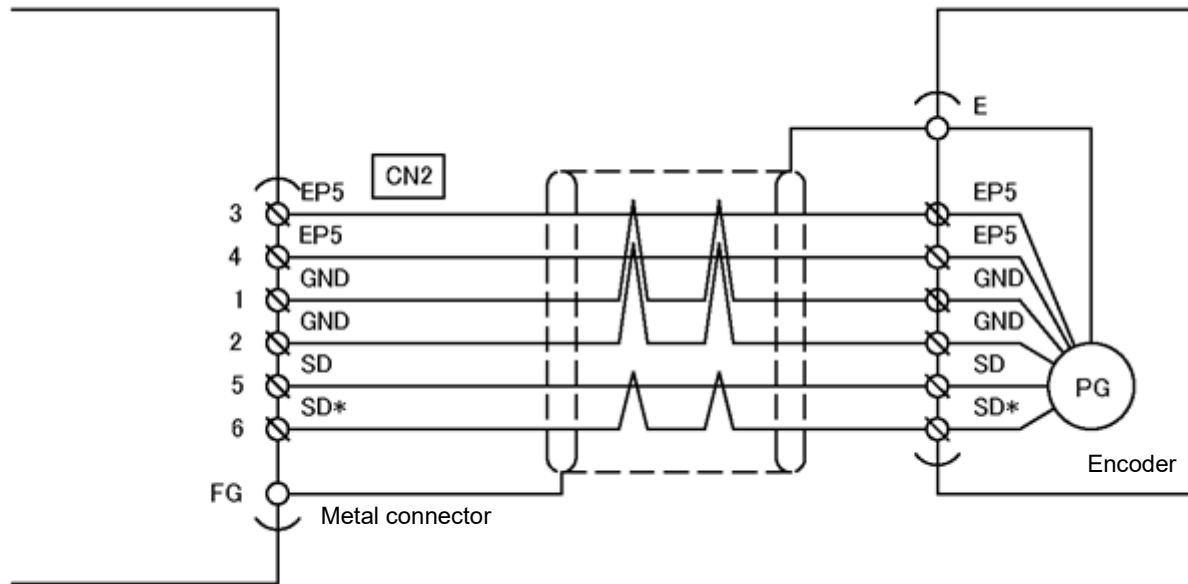 E
CN2
EP5
3
EP5
4
GND
1
GND
2
SD
5
SD*
6
FG
Metal connector
EP5
EP5
GND
GND
SD
SD*
PG
Encoder